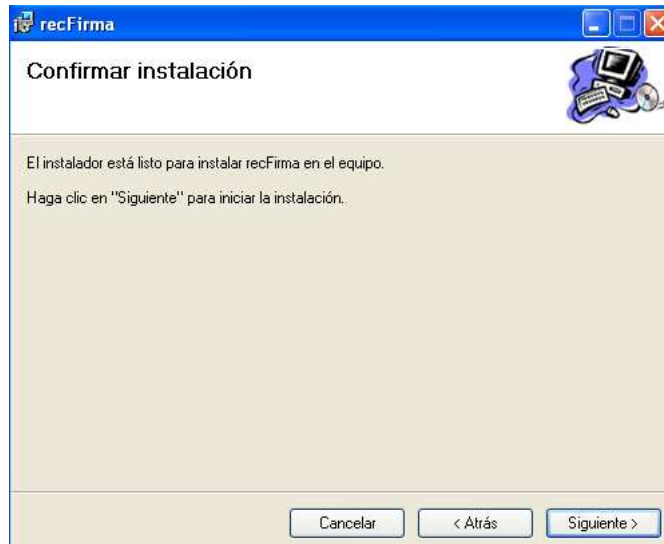 recFirma
Confirmar instalación
El instalador está listo para instalar recFirma en el equipo.
Haga clic en "Siguiente" para iniciar la instalación.
Cancelar
< Atrás
Siguiente >